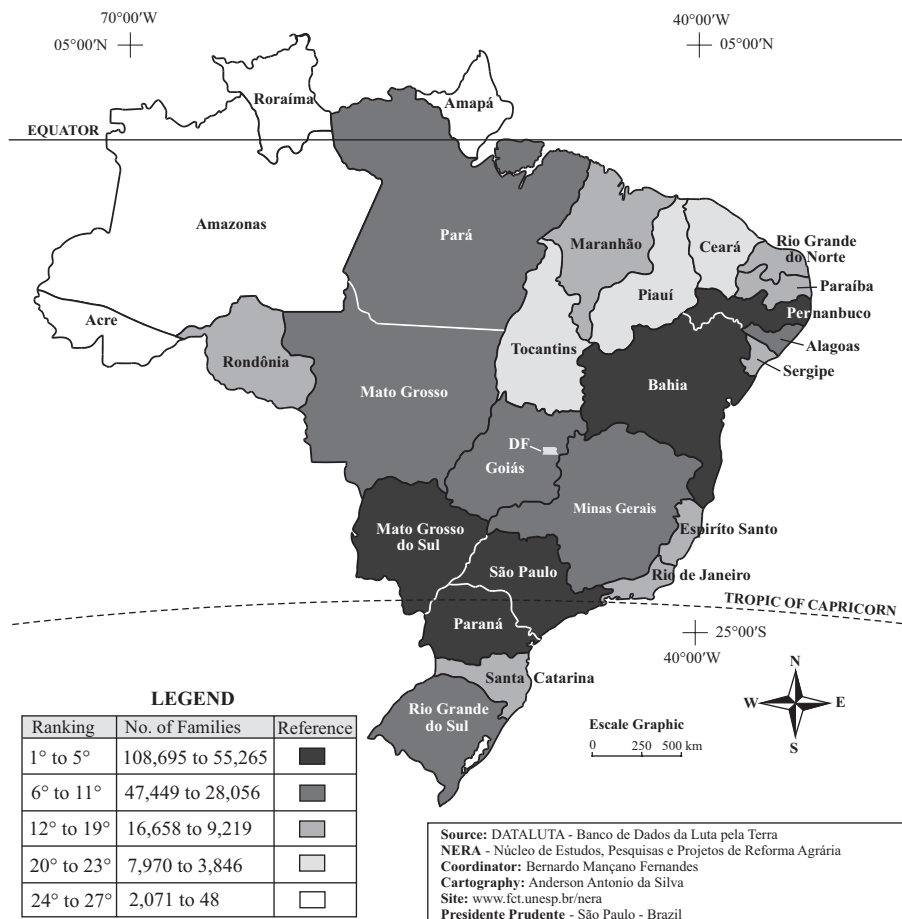 70°00′W
40°00′W
05°00′N
05°00′N
Roraíma
Amapá
EQUATOR
Amazonas
Pará
Maranhão
Ceará
Rio Grande
do Norte
Piauí
Paraíba
Pernanbuco
Acre
Rondônia
Tocantins
Alagoas
Sergipe
Mato Grosso
Bahia
DF
Goiás
Minas Gerais
Mato Grosso
do Sul
Espiríto Santo
São Paulo
Rio de Janeiro
TROPIC OF CAPRICORN
Paraná
25°00′S
40°00′W
Santa Catarina
Rio Grande
do Sul
N
W E
S
Escale Graphic
0 250 500 km
LEGEND
Ranking No. of Families Reference
1° to 5° 108,695 to 55,265
6° to 11° 47,449 to 28,056
12° to 19° 16,658 to 9,219
20° to 23° 7,970 to 3,846
24° to 27° 2,071 to 48
Source: DATALUTA - Banco de Dados da Luta pela Terra
NERA - Núcleo de Estudos, Pesquisas e Projetos de Reforma Agrária
Coordinator: Bernardo Mançano Fernandes
Cartography: Anderson Antonio da Silva
Site: www.fct.unesp.br/nera
Presidente Prudente - São Paulo - Brazil